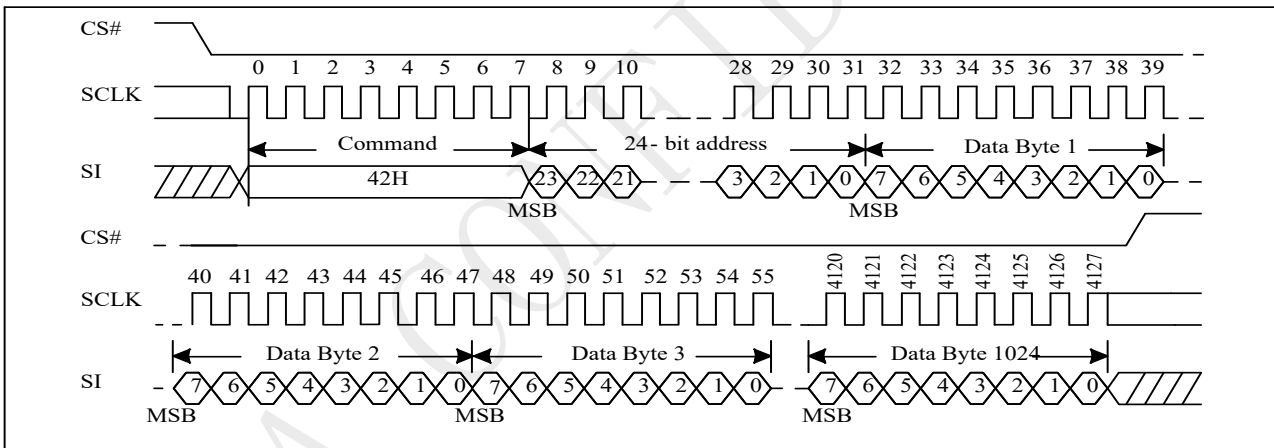 CS#
0 1 2 3 4 5 6 7 8 9 10 28 29 30 31 32 33 34 35 36 37 38 39
SCLK
Command 24- bit address Data Byte 1
SI
42H 23 22 21 3 2 1 0 7 6 5 4 3 2 1 0
MSB MSB
CS#
40 41 42 43 44 45 46 47 48 49 50 51 52 53 54 55 4120 4121 4122 4123 4124 4125 4126 4127
SCLK
Data Byte 2 Data Byte 3 Data Byte 1024
SI
7 6 5 4 3 2 1 0 7 6 5 4 3 2 1 0 7 6 5 4 3 2 1 0
MSB MSB MSB